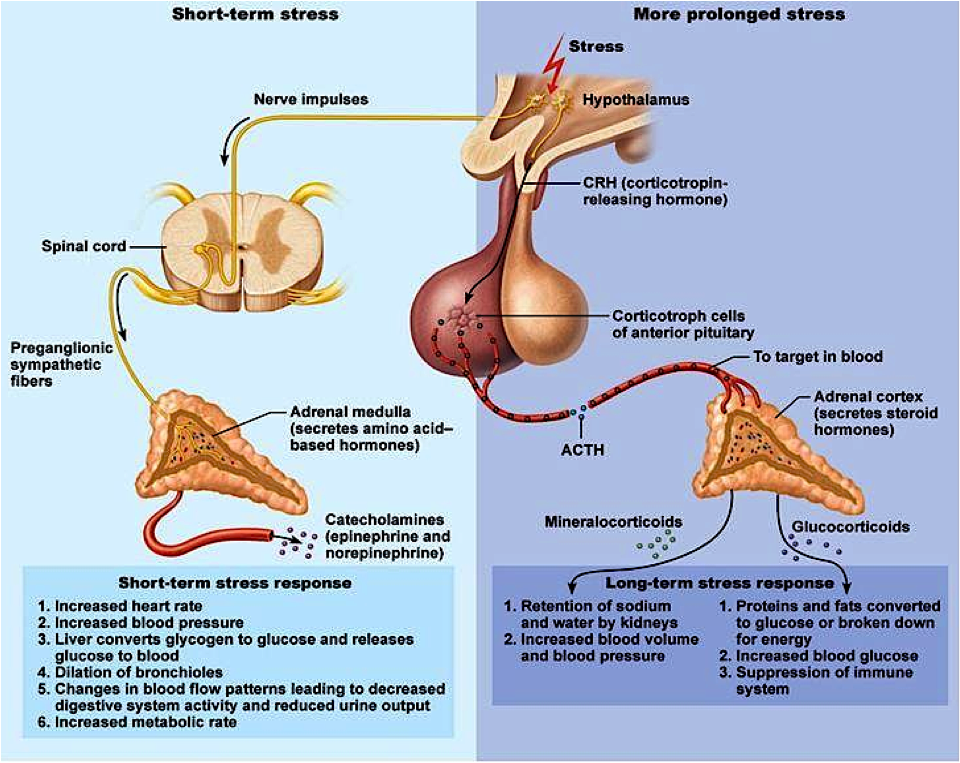 Short-term stress
More prolonged stress
Stress
Nerve impulses
Hypothalamus
CRH (corticotropin-
releasing hormone)
Spinal cord
Corticotroph cells
of anterior pituitary
Preganglionic
sympathetic
fibers
To target in blood
Adrenal medulla
(secretes amino acid–
based hormones)
Adrenal cortex
(secretes steroid
hormones)
ACTH
Catecholamines
(epinephrine and
norepinephrine)
Mineralocorticoids
Glucocorticoids
Short-term stress response
1. Increased heart rate
2. Increased blood pressure
3. Liver converts glycogen to glucose and releases
glucose to blood
4. Dilation of bronchioles
5. Changes in blood flow patterns leading to decreased
digestive system activity and reduced urine output
6. Increased metabolic rate
Long-term stress response
1. Retention of sodium
and water by kidneys
2. Increased blood volume
and blood pressure
1. Proteins and fats converted
to glucose or broken down
for energy
2. Increased blood glucose
3. Suppression of immune
system